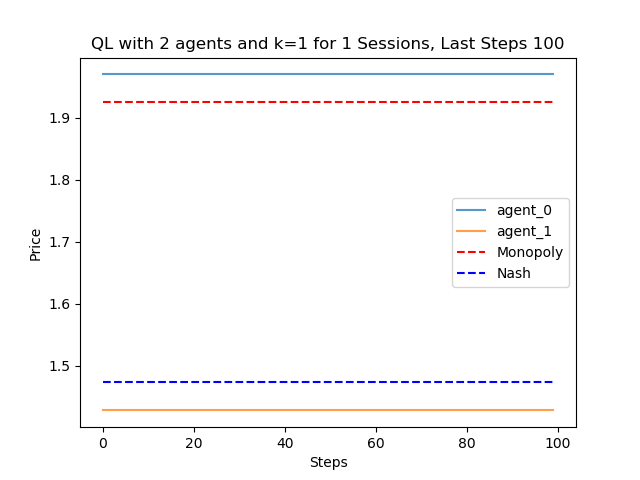 QL with 2 agents and k=1 for 1 Sessions, Last Steps 100
1.9
1.8
1.7
1.6
1.5
Price
agent_0
agent_1
Monopoly
Nash
0
20
40
60
80
100
Steps